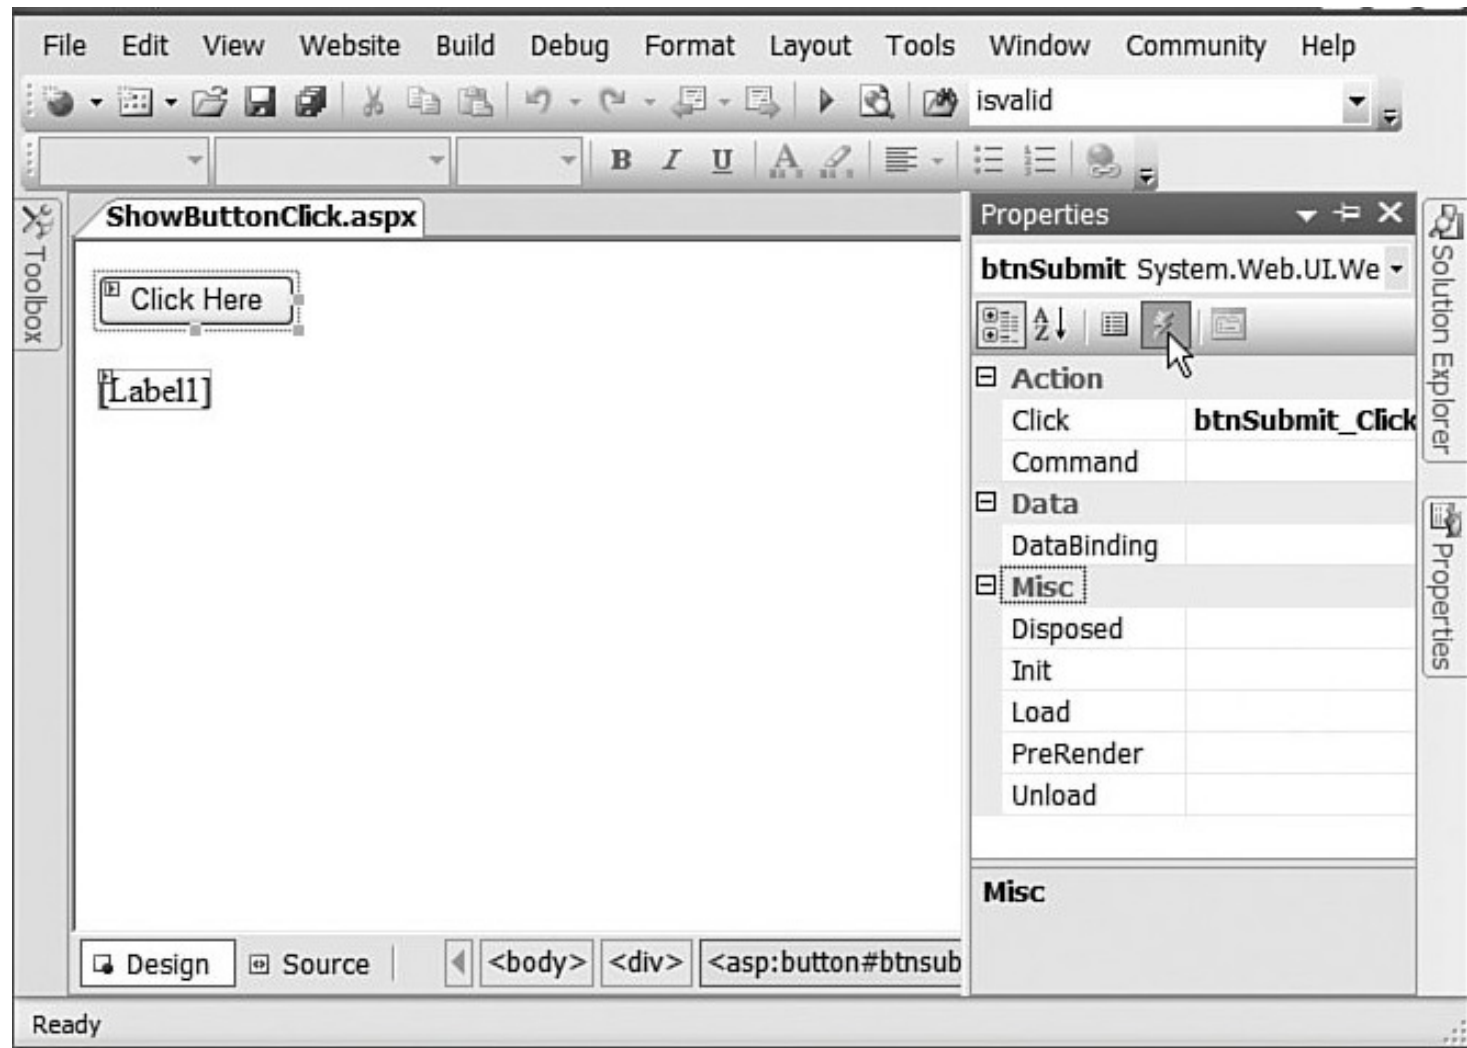 File Edit View Website Build Debug Format Layout Tools Window Community Help
isvalid
B I U A
Toolbox
ShowButtonClick.aspx
Click Here
[Label1]
Properties
btnSubmit System.Web.UI.We
Action
Click btnSubmit_Click
Command
Data
DataBinding
Misc
Disposed
Init
Load
PreRender
Unload
Misc
Solution Explorer
Properties
Design Source <body> <div> <asp:button#btnsub
Ready